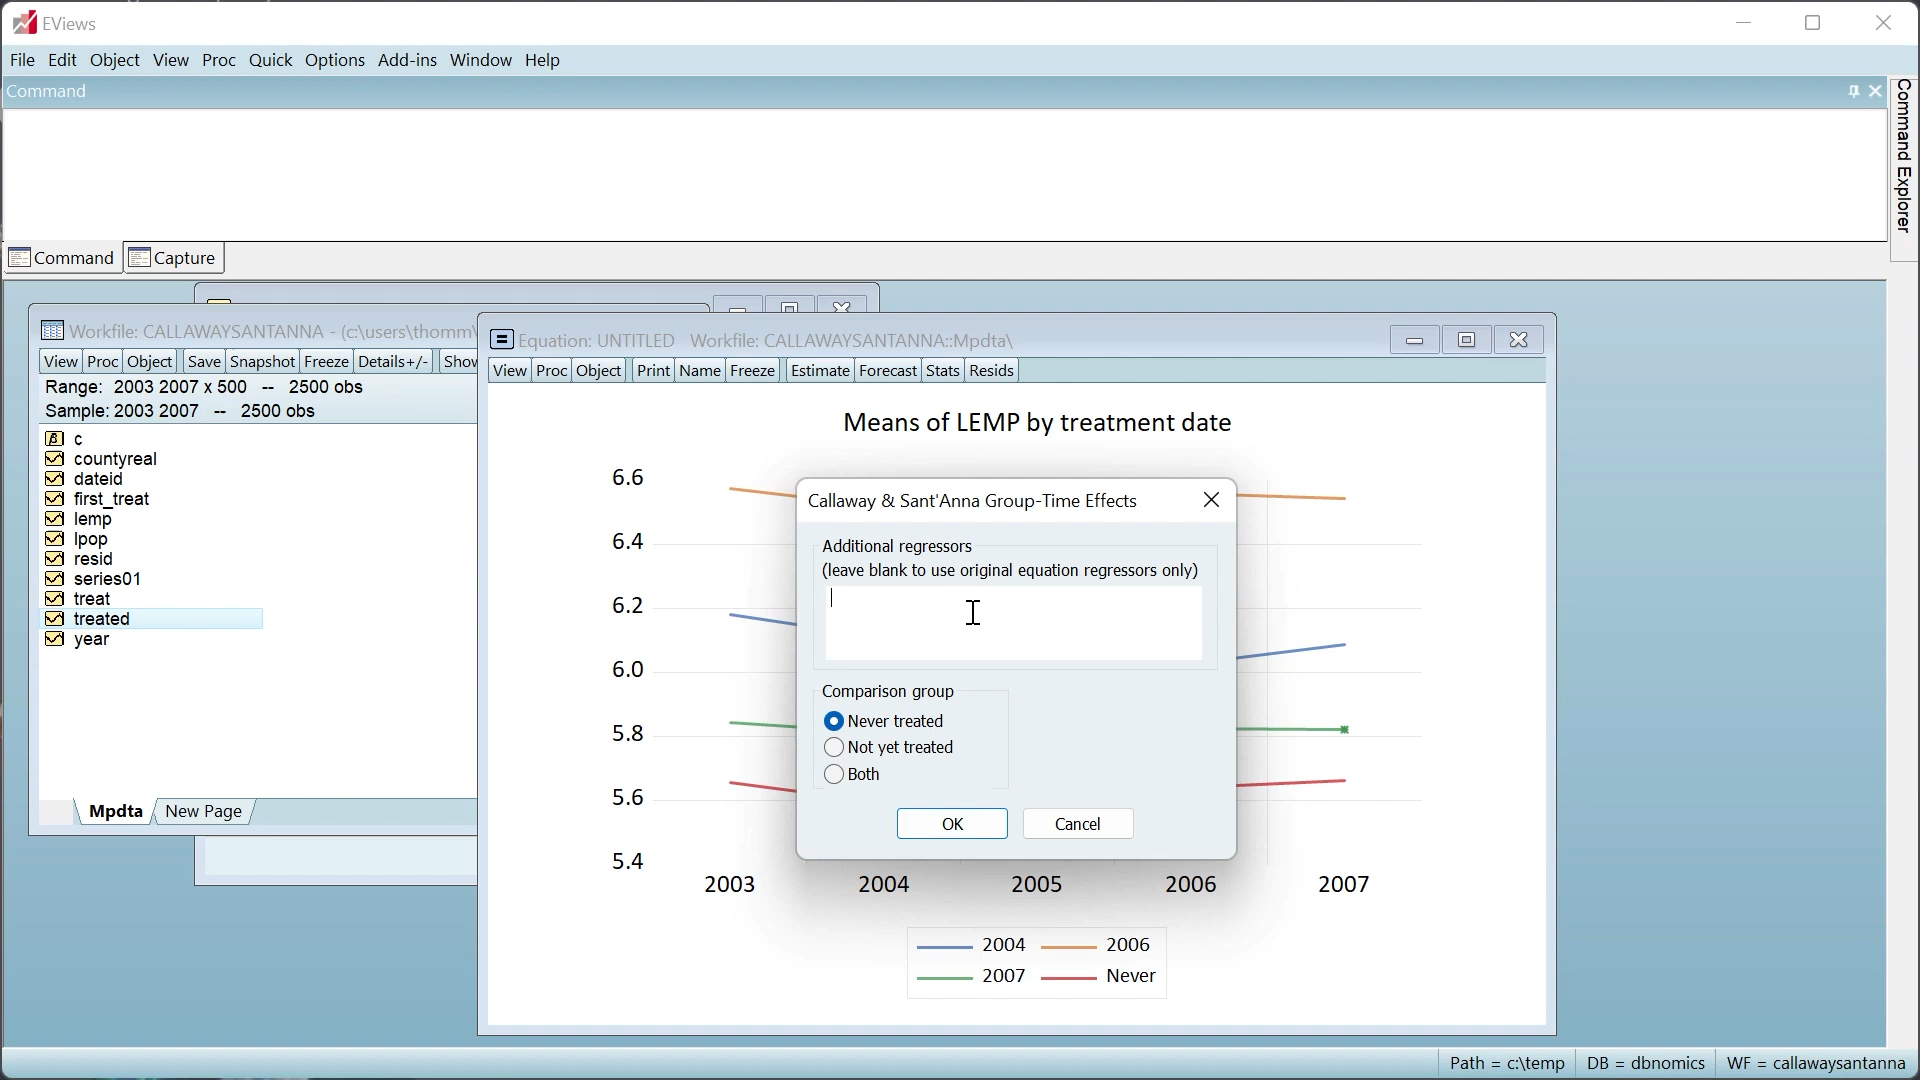 EViews
File Edit Object View Proc Quick Options Add-ins Window Help
Command
Command Explorer
Command Capture
Workfile: CALLAWAYSANTANNA - (c:\users\thomm\
View Proc Object Save Snapshot Freeze Details+/- Show
Range: 2003 2007 x 500 -- 2500 obs
Sample: 2003 2007 -- 2500 obs
β c
countyreal
dateid
first_treat
lemp
lpop
resid
series01
treat
treated
year
Mpdta New Page
Equation: UNTITLED Workfile: CALLAWAYSANTANNA::Mpdta\
View Proc Object Print Name Freeze Estimate Forecast Stats Resids
Means of LEMP by treatment date
6.6
6.4
6.2
6.0
5.8
5.6
5.4
2003 2004 2005 2006 2007
2004 2006
2007 Never
Callaway & Sant'Anna Group-Time Effects
Additional regressors
(leave blank to use original equation regressors only)
Comparison group
Never treated
Not yet treated
Both
OK Cancel
Path = c:\temp DB = dbnomics WF = callawaysantanna